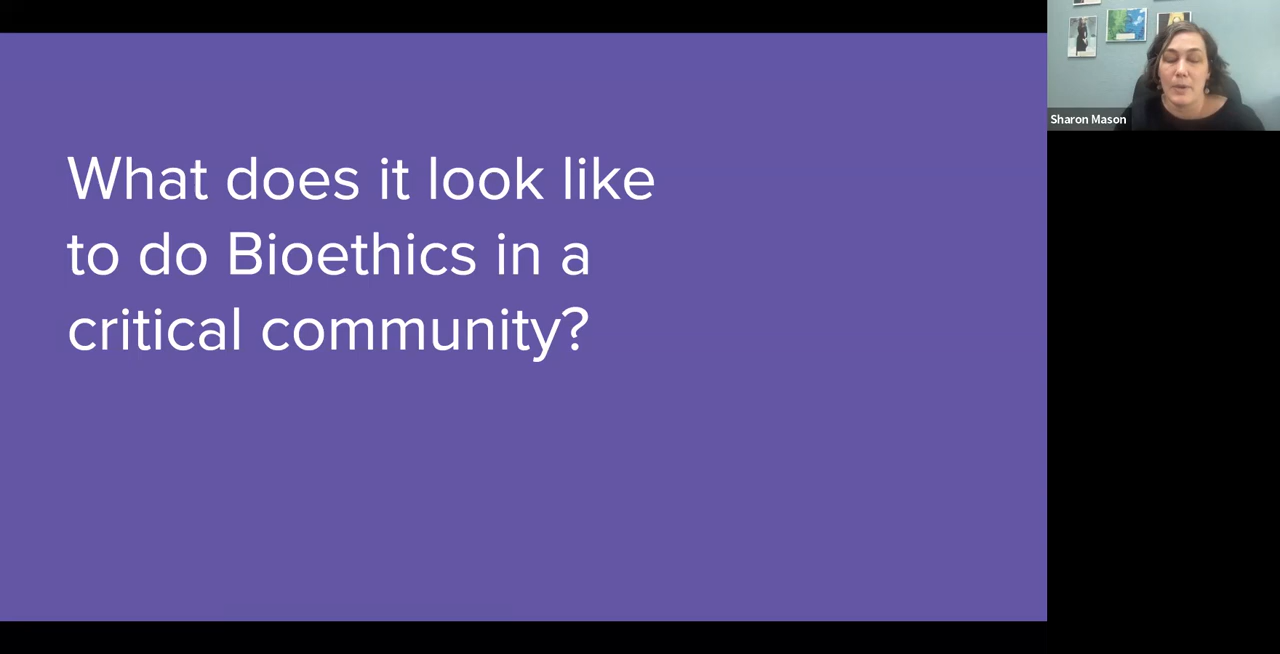 What does it look like
to do Bioethics in a
critical community?
Sharon Mason